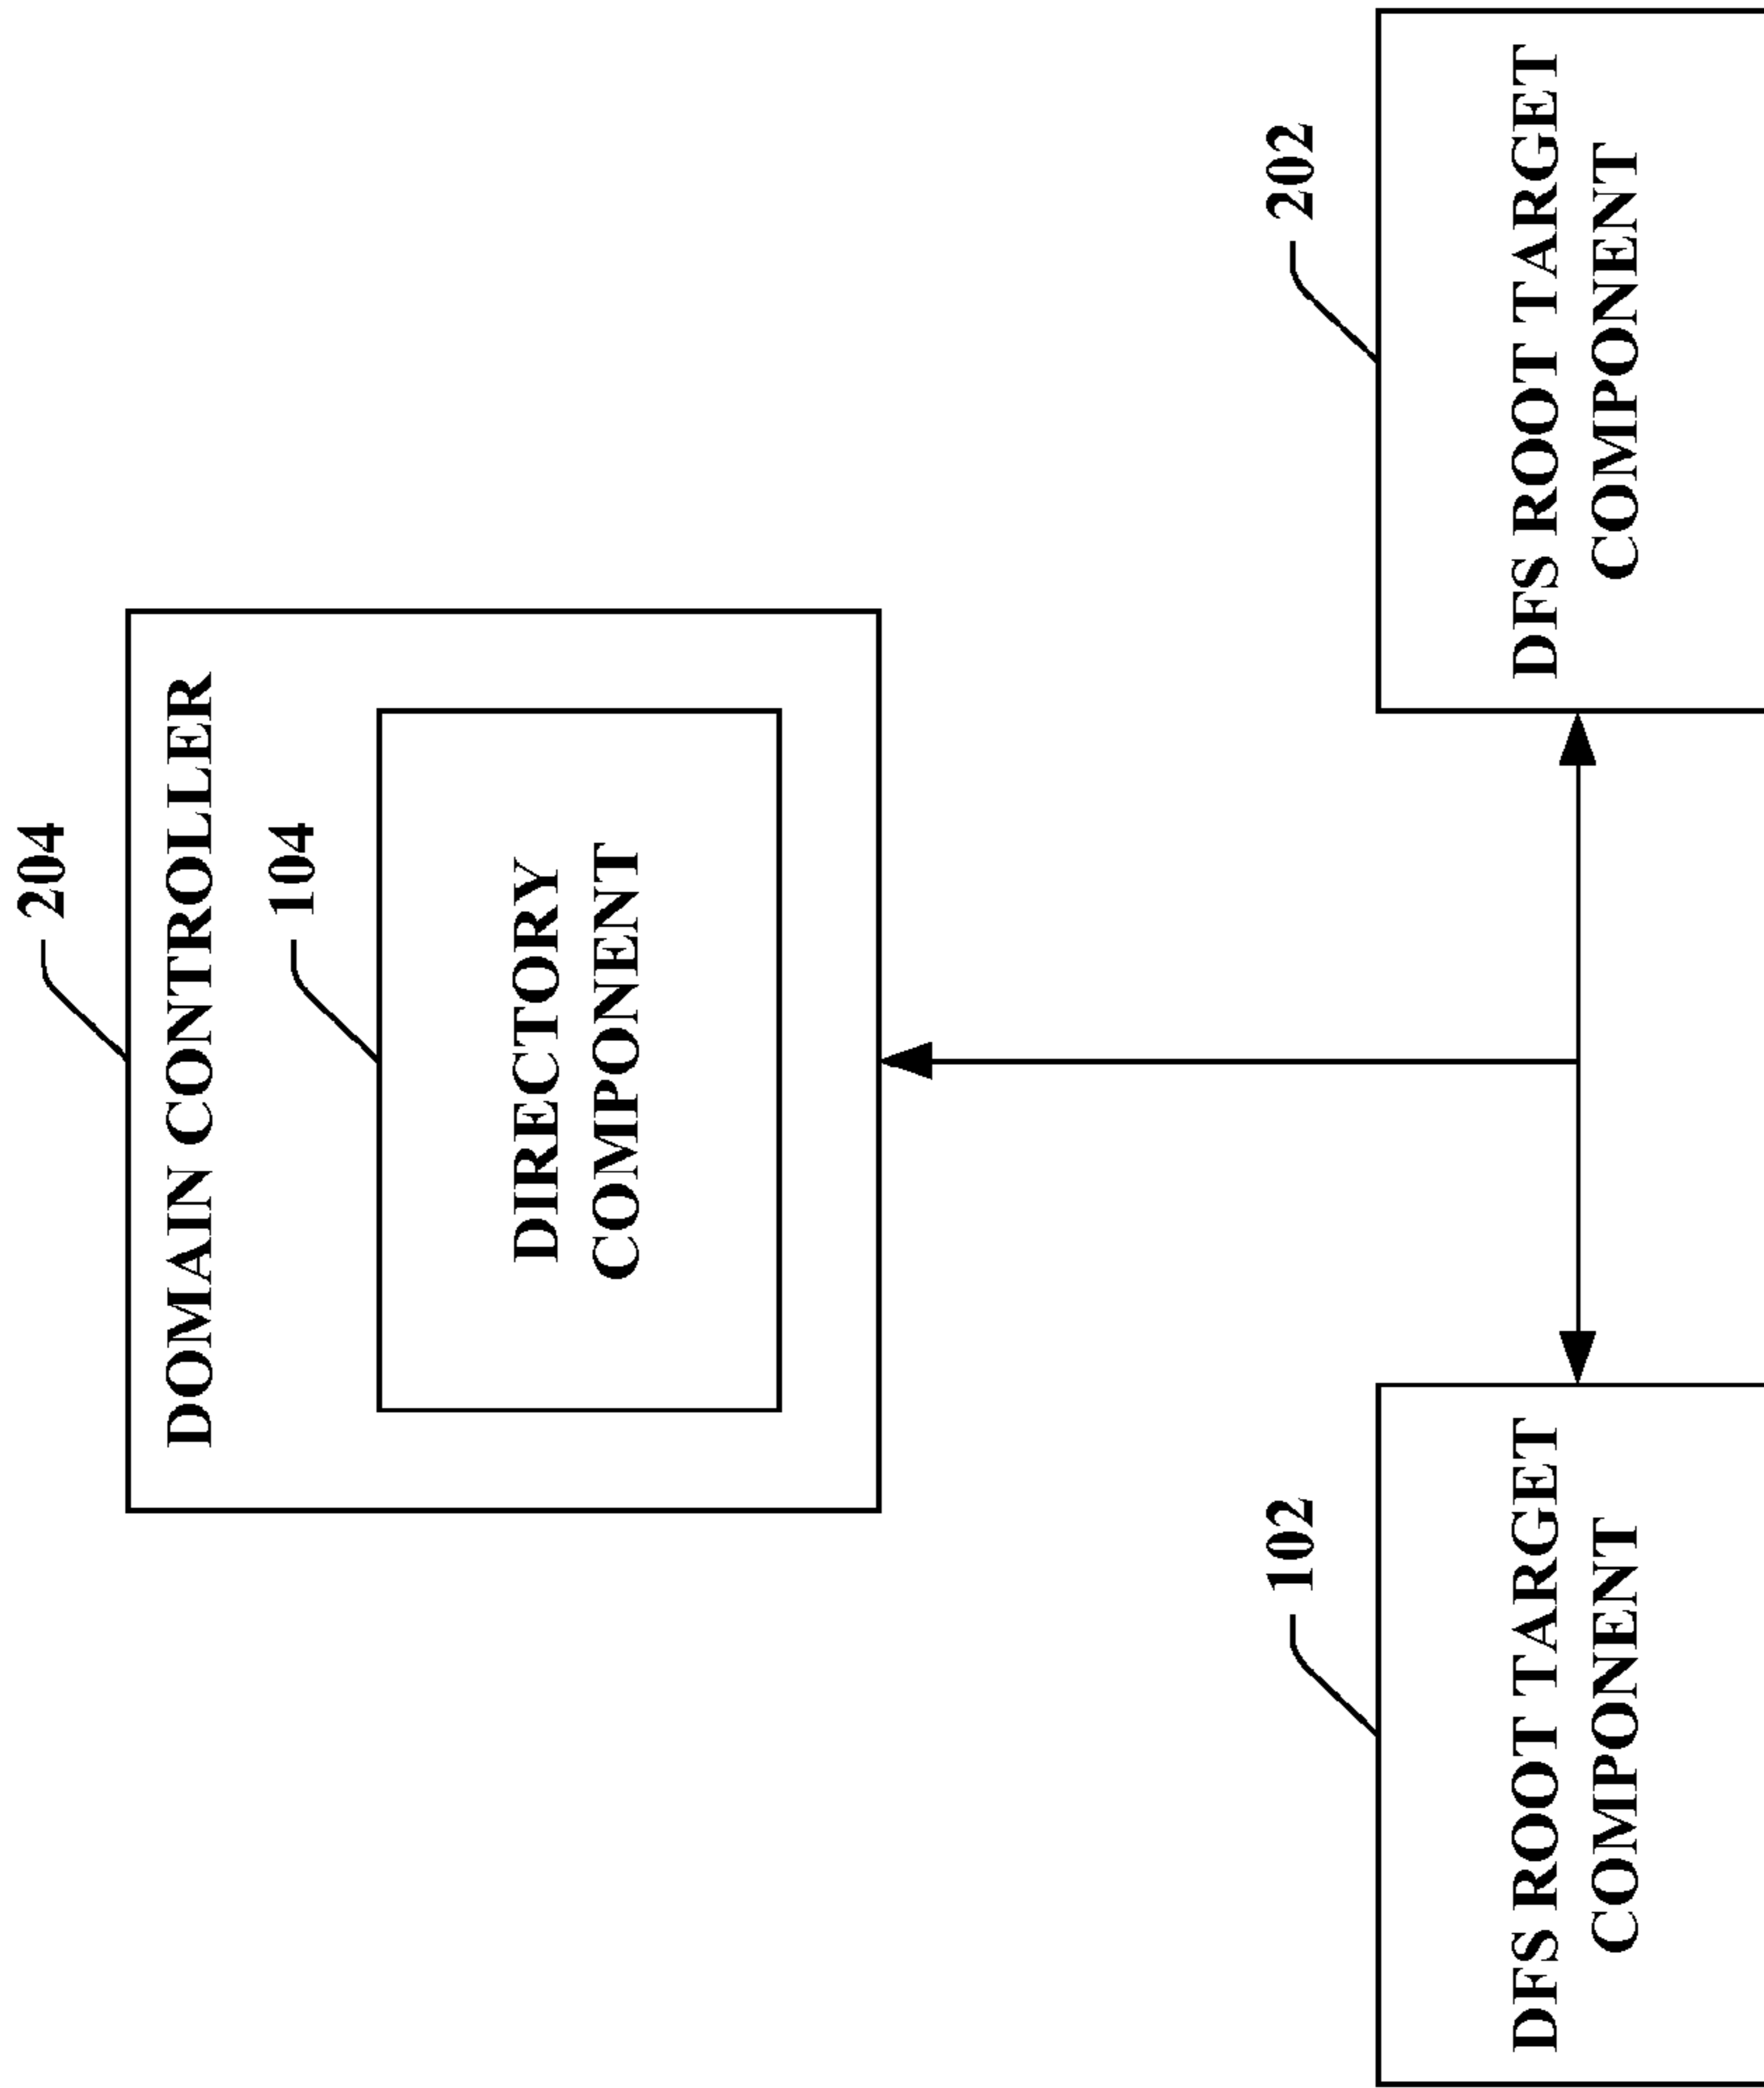 204
DOMAIN CONTROLLER
104
DIRECTORY
COMPONENT
102
DFS ROOT TARGET
COMPONENT
202
DFS ROOT TARGET
COMPONENT